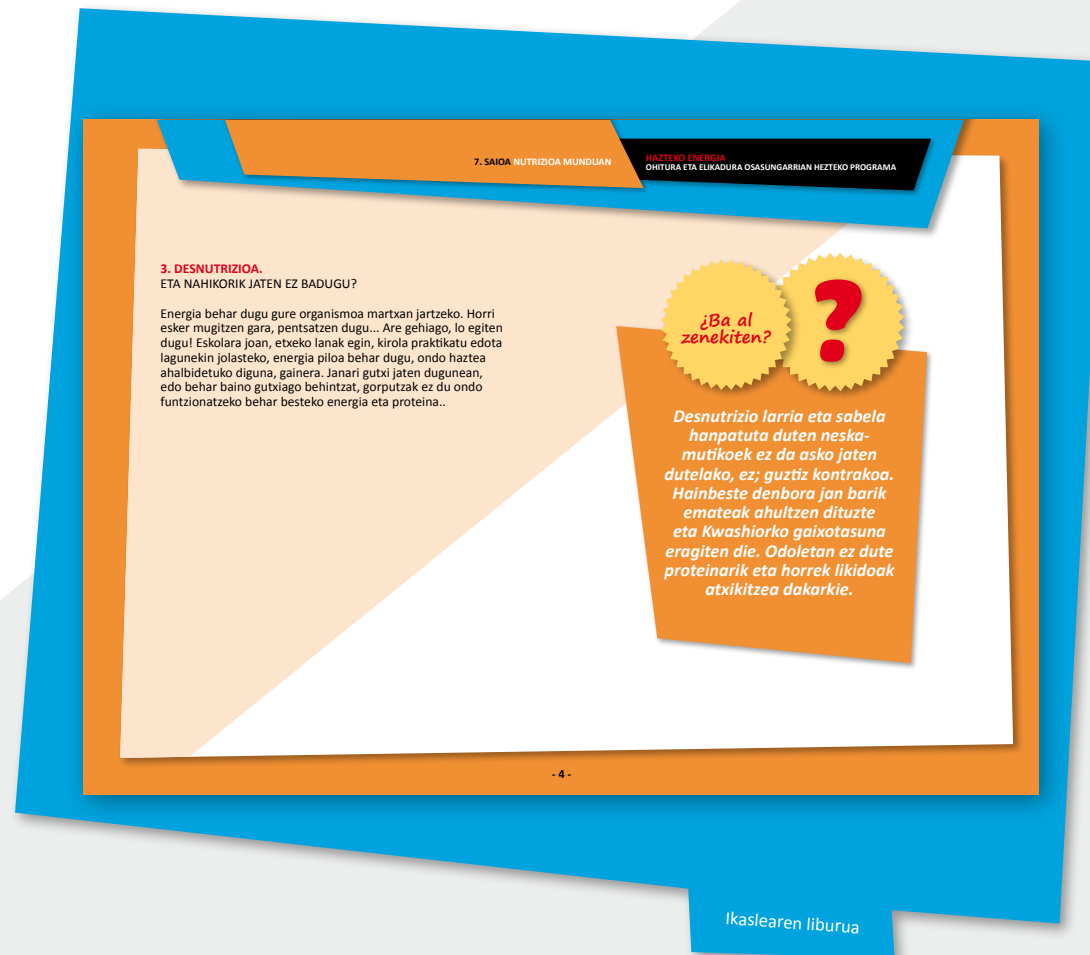 7. SAIOA NUTRIZIOA MUNDUAN
HAZTEKO ENERGIA
OHITURA ETA ELIKADURA OSASUNGARRIAN HEZTEKO PROGRAMA
3. DESNUTRIZIOA.
ETA NAHIKORIK JATEN EZ BADUGU?
Energia behar dugu gure organismoa martxan jartzeko. Horri
esker mugitzen gara, pentsatzen dugu... Are gehiago, lo egiten
dugu! Eskolara joan, etxeko lanak egin, kirola praktikatu edota
lagunekin jolasteko, energia piloa behar dugu, ondo haztea
ahalbidetuko diguna, gainera. Janari gutxi jaten dugunean,
edo behar baino gutxiago behintzat, gorputzak ez du ondo
funtzionatzeko behar besteko energia eta proteina..
¿Ba al
zenekiten?
?
Desnutrizio larria eta sabela
hanpatuta duten neska-
mutikoek ez da asko jaten
dutelako, ez; guztiz kontrakoa.
Hainbeste denbora jan barik
emateak ahultzen dituzte
eta Kwashiorko gaixotasuna
eragiten die. Odoletan ez dute
proteinarik eta horrek likidoak
atxikitzea dakarkie.
- 4 -
Ikaslearen liburua